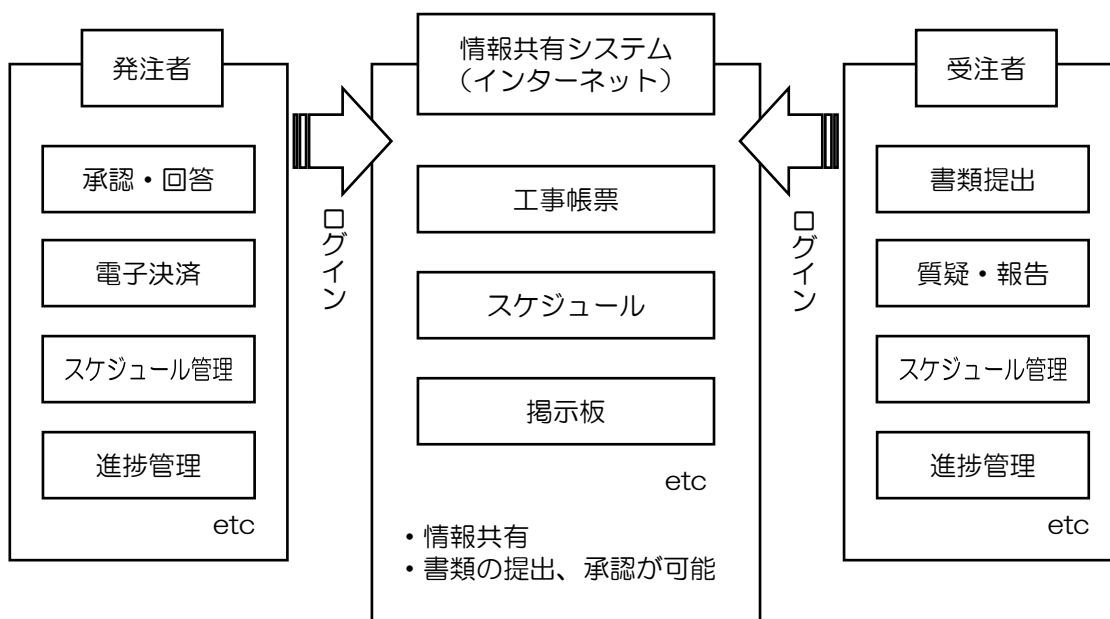 発注者
承認・回答
電子決済
スケジュール管理
進捗管理
etc
ログイン
情報共有システム
(インターネット)
工事帳票
スケジュール
掲示板
etc
・情報共有
・書類の提出、承認が可能
ログイン
受注者
書類提出
質疑・報告
スケジュール管理
進捗管理
etc